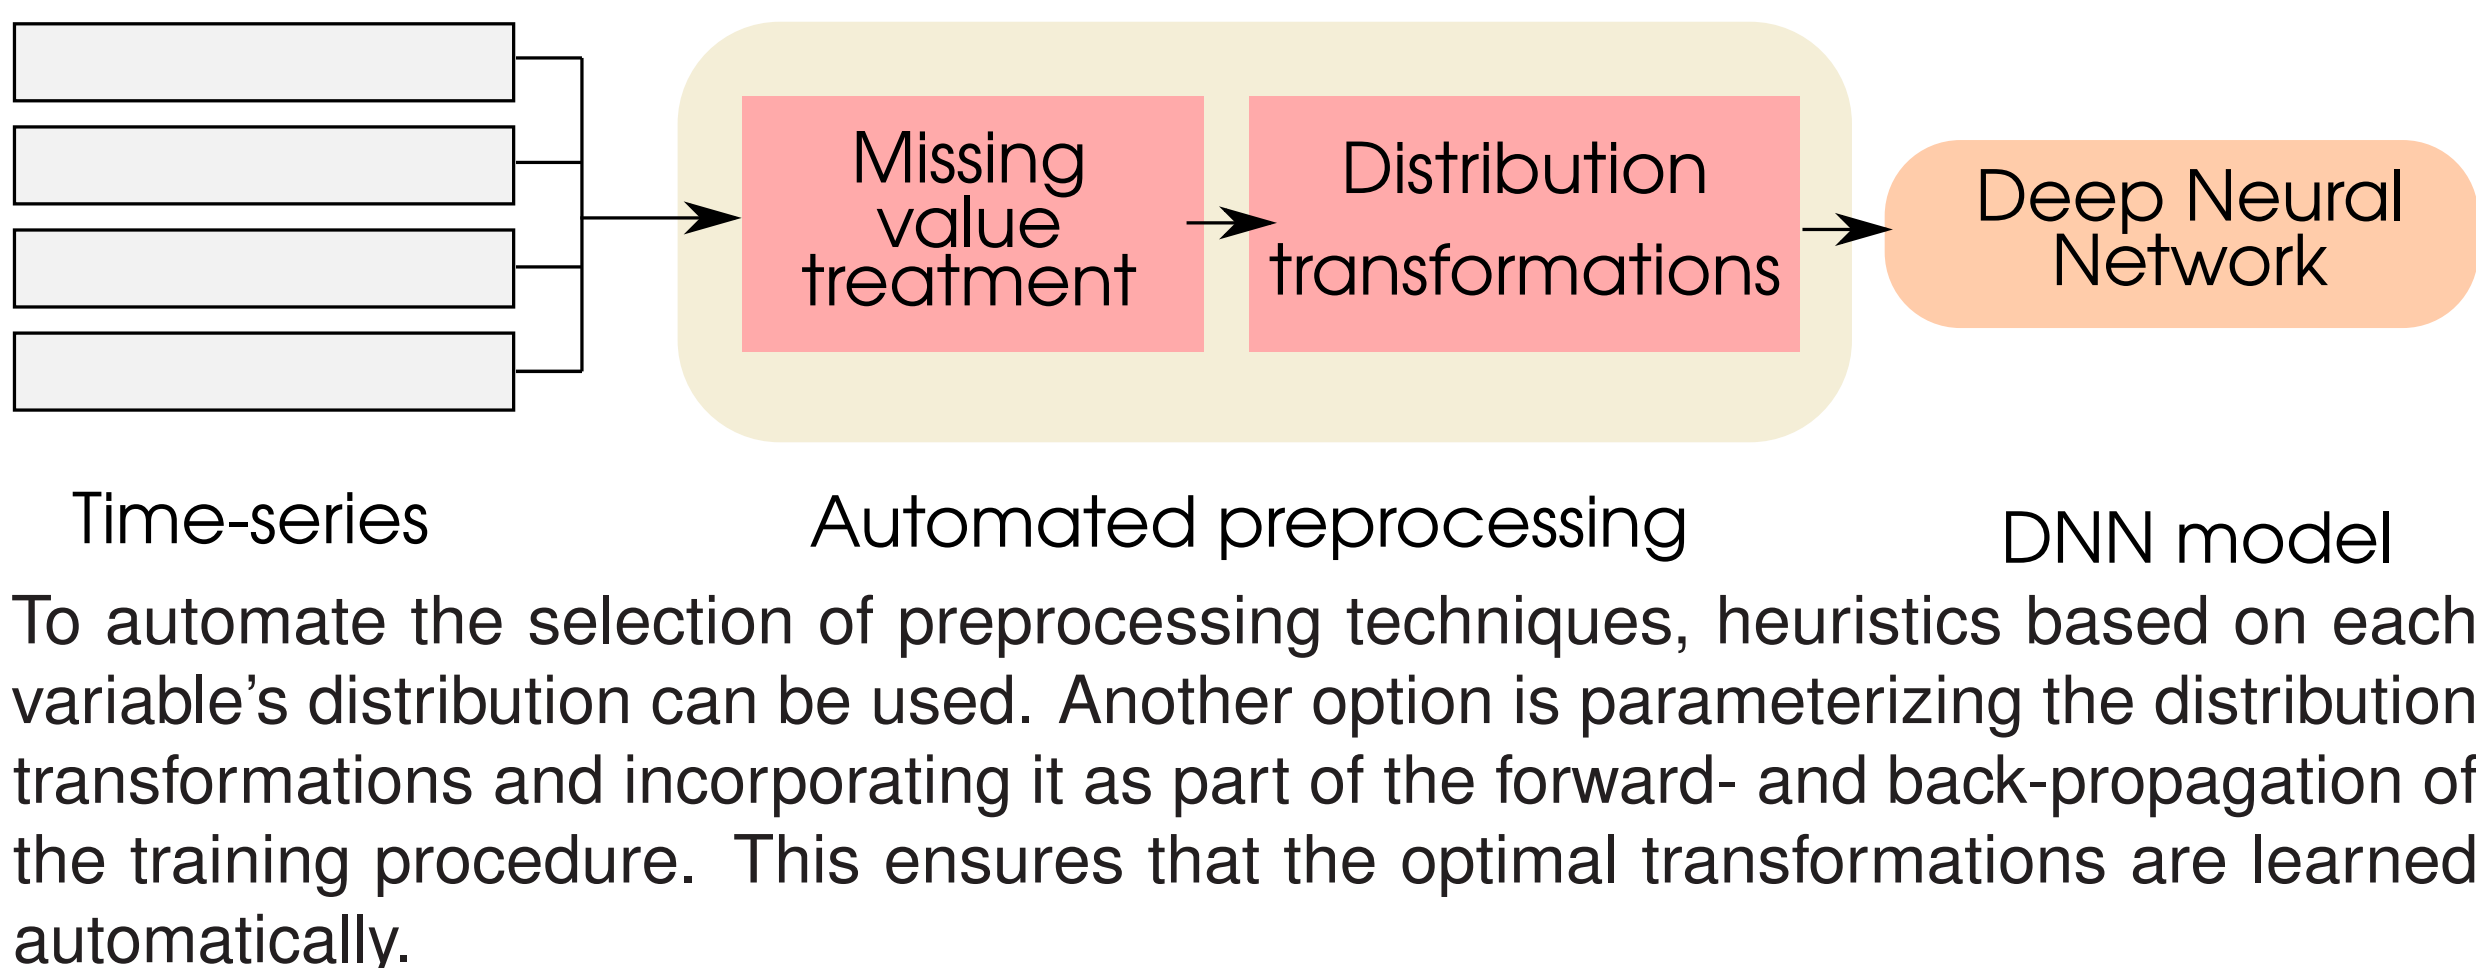 Missing
value
treatment
Distribution
transformations
Deep Neural
Network
Time-series
Automated preprocessing
DNN model
To automate the selection of preprocessing techniques, heuristics based on each
variable’s distribution can be used. Another option is parameterizing the distribution
transformations and incorporating it as part of the forward- and back-propagation of
the training procedure. This ensures that the optimal transformations are learned
automatically.